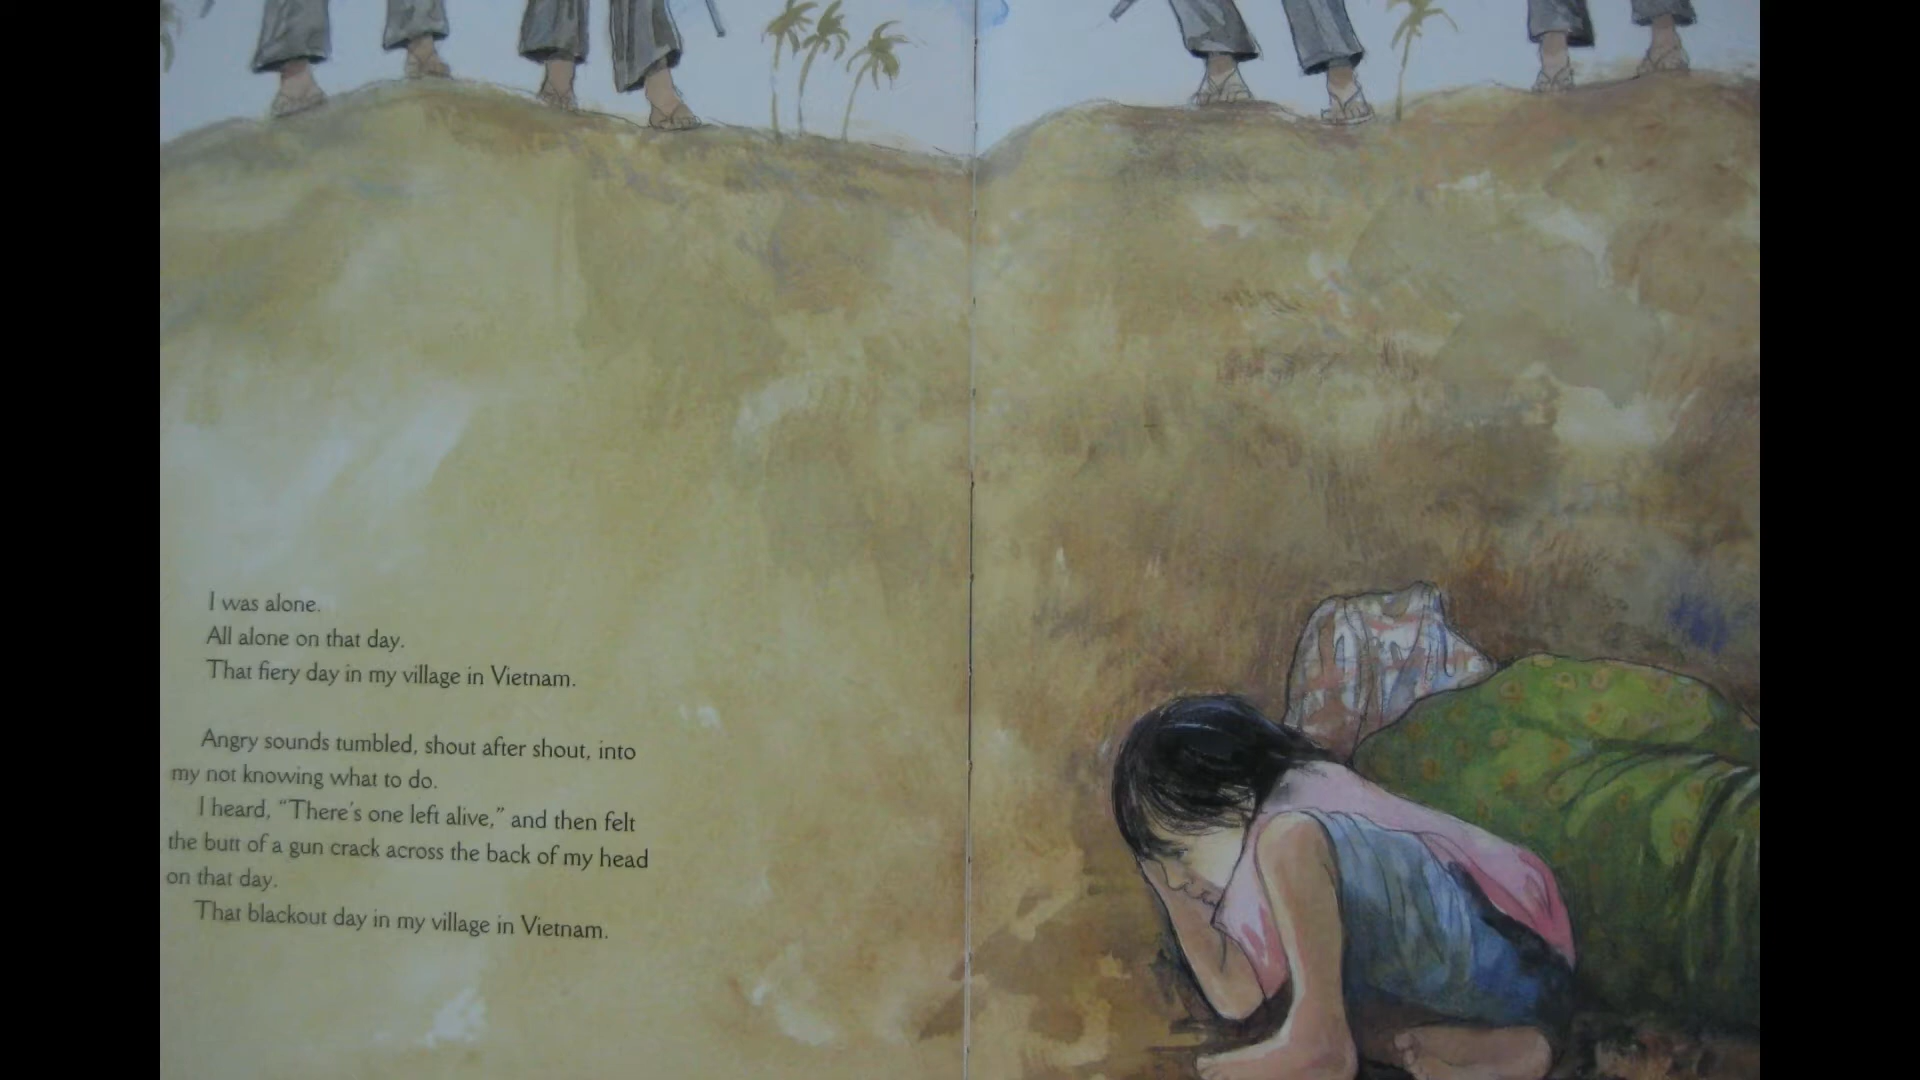 I was alone.
All alone on that day.
That fiery day in my village in Vietnam.
Angry sounds tumbled, shout after shout, into
my not knowing what to do.
I heard, “There's one left alive,” and then felt
the butt of a gun crack across the back of my head
on that day.
That blackout day in my village in Vietnam.